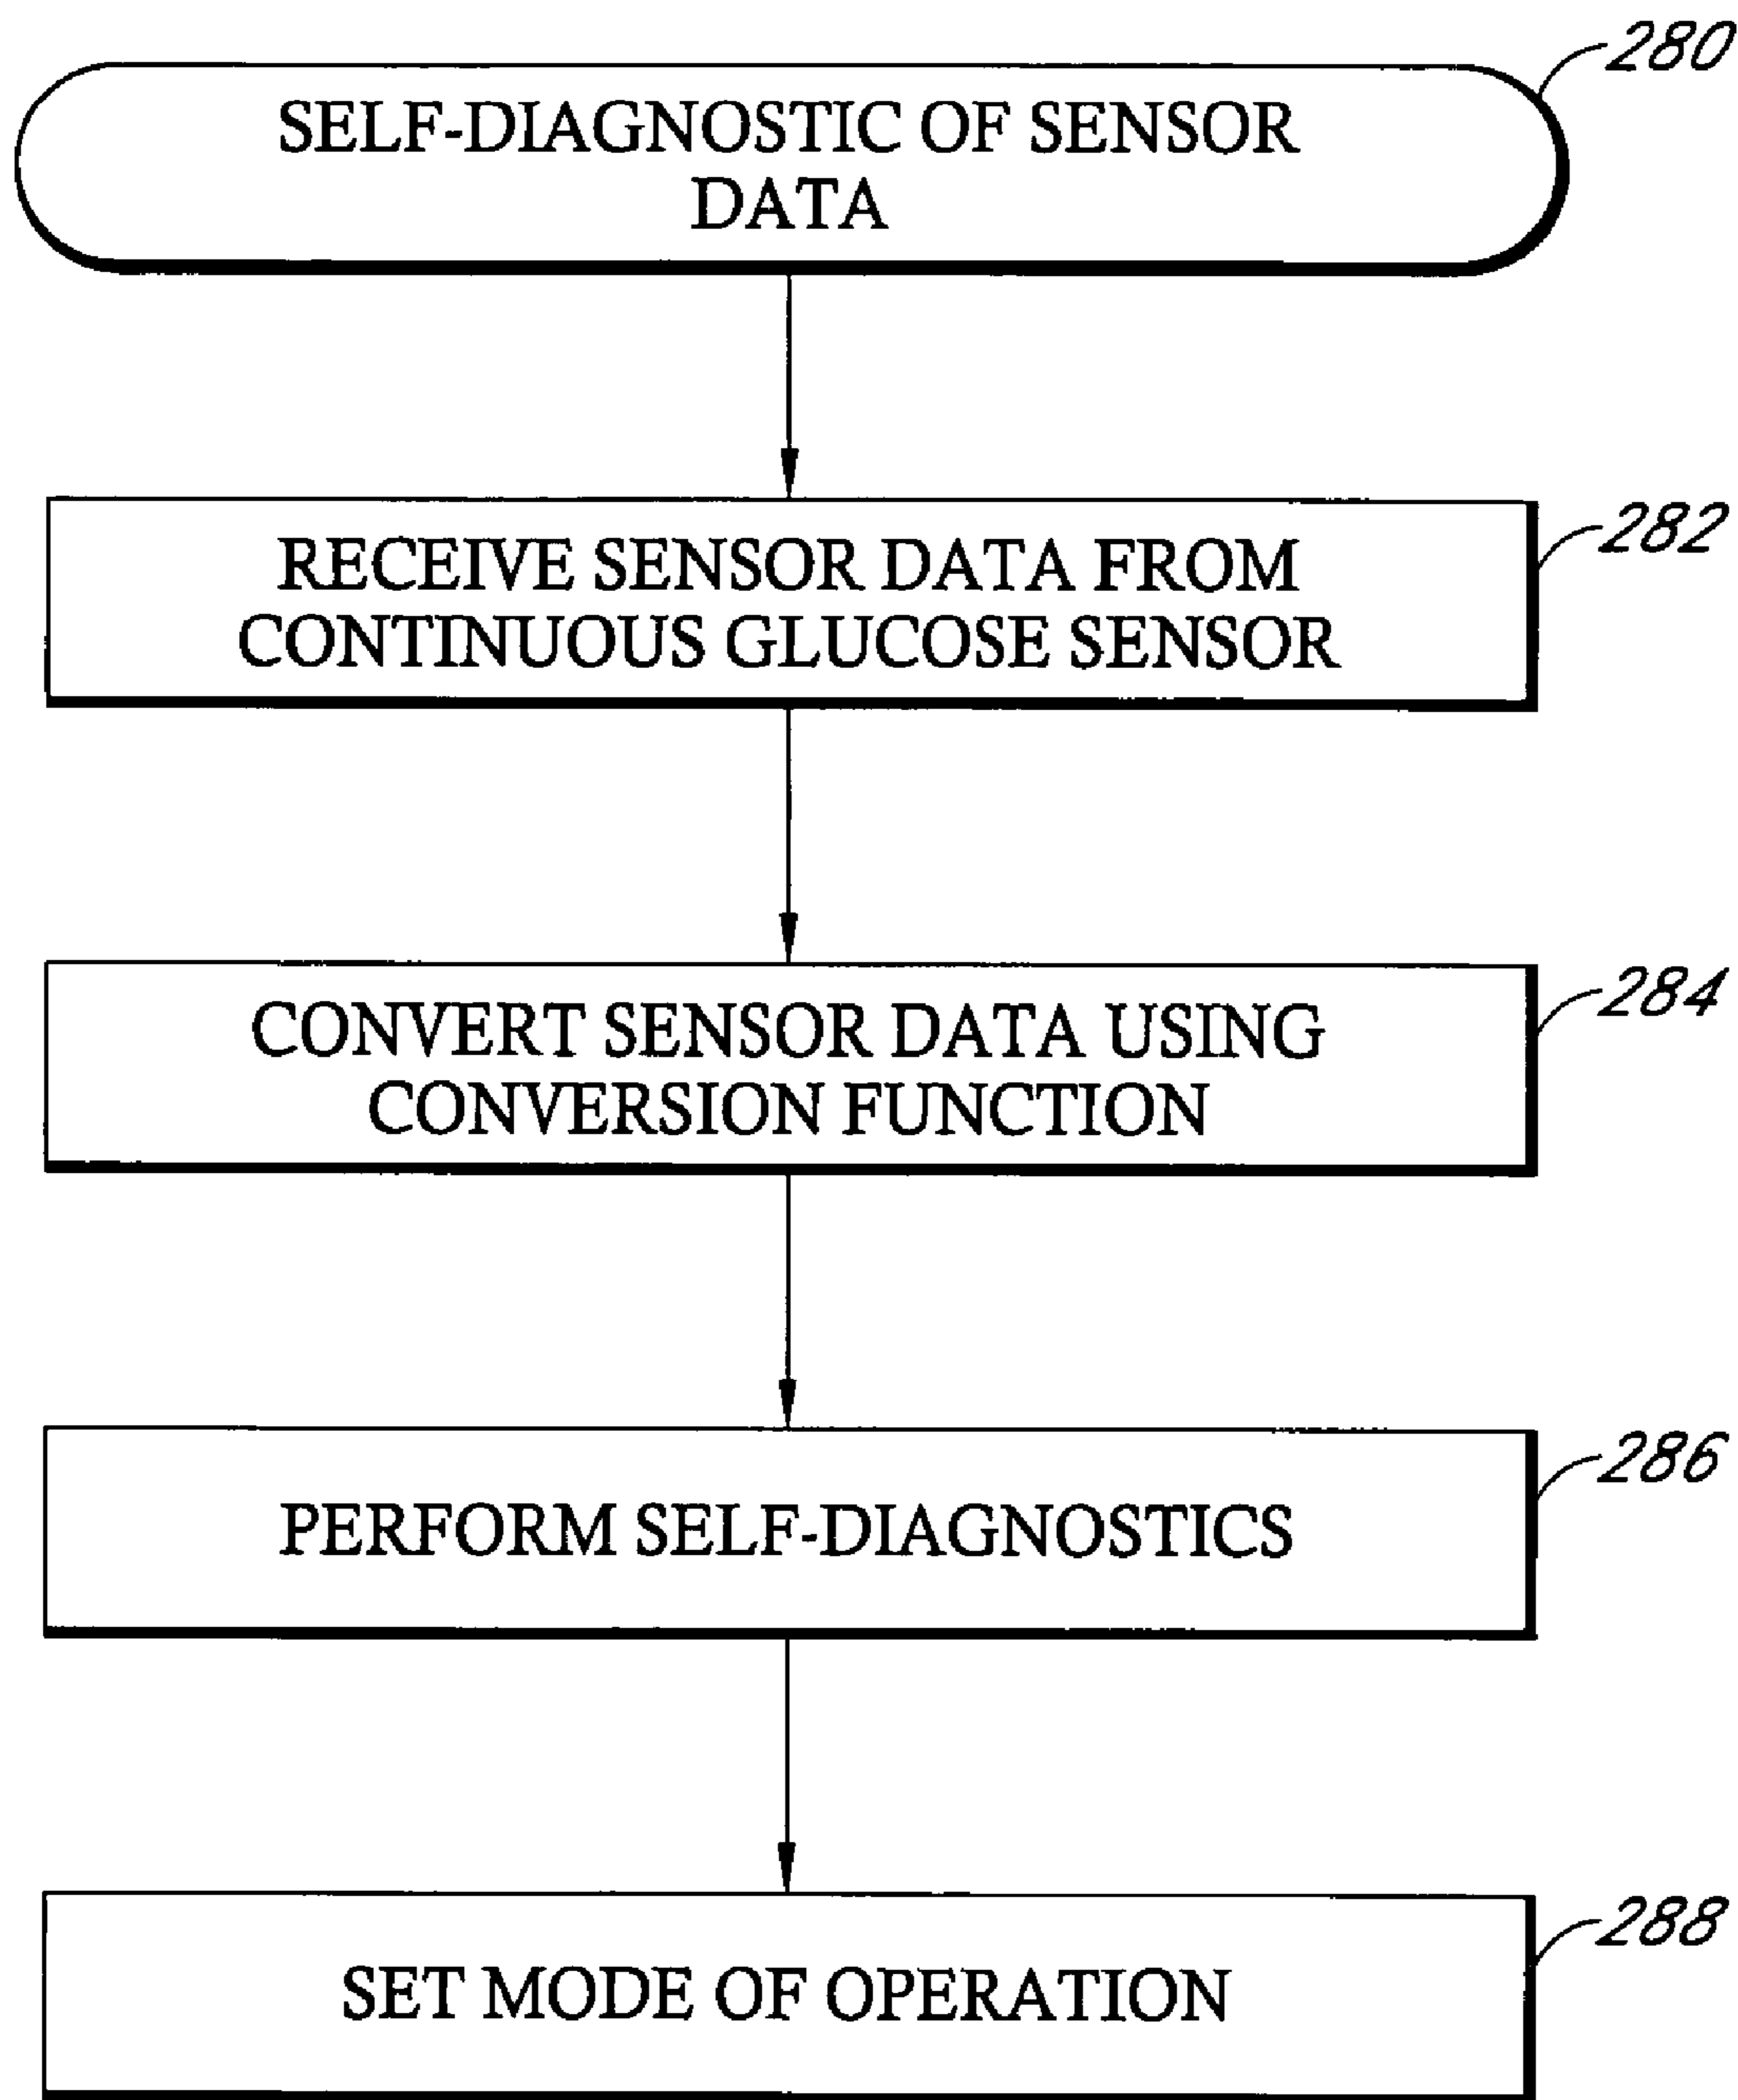 280
SELF-DIAGNOSTIC OF SENSOR
DATA
282
RECEIVE SENSOR DATA FROM
CONTINUOUS GLUCOSE SENSOR
284
CONVERT SENSOR DATA USING
CONVERSION FUNCTION
286
PERFORM SELF-DIAGNOSTICS
288
SET MODE OF OPERATION